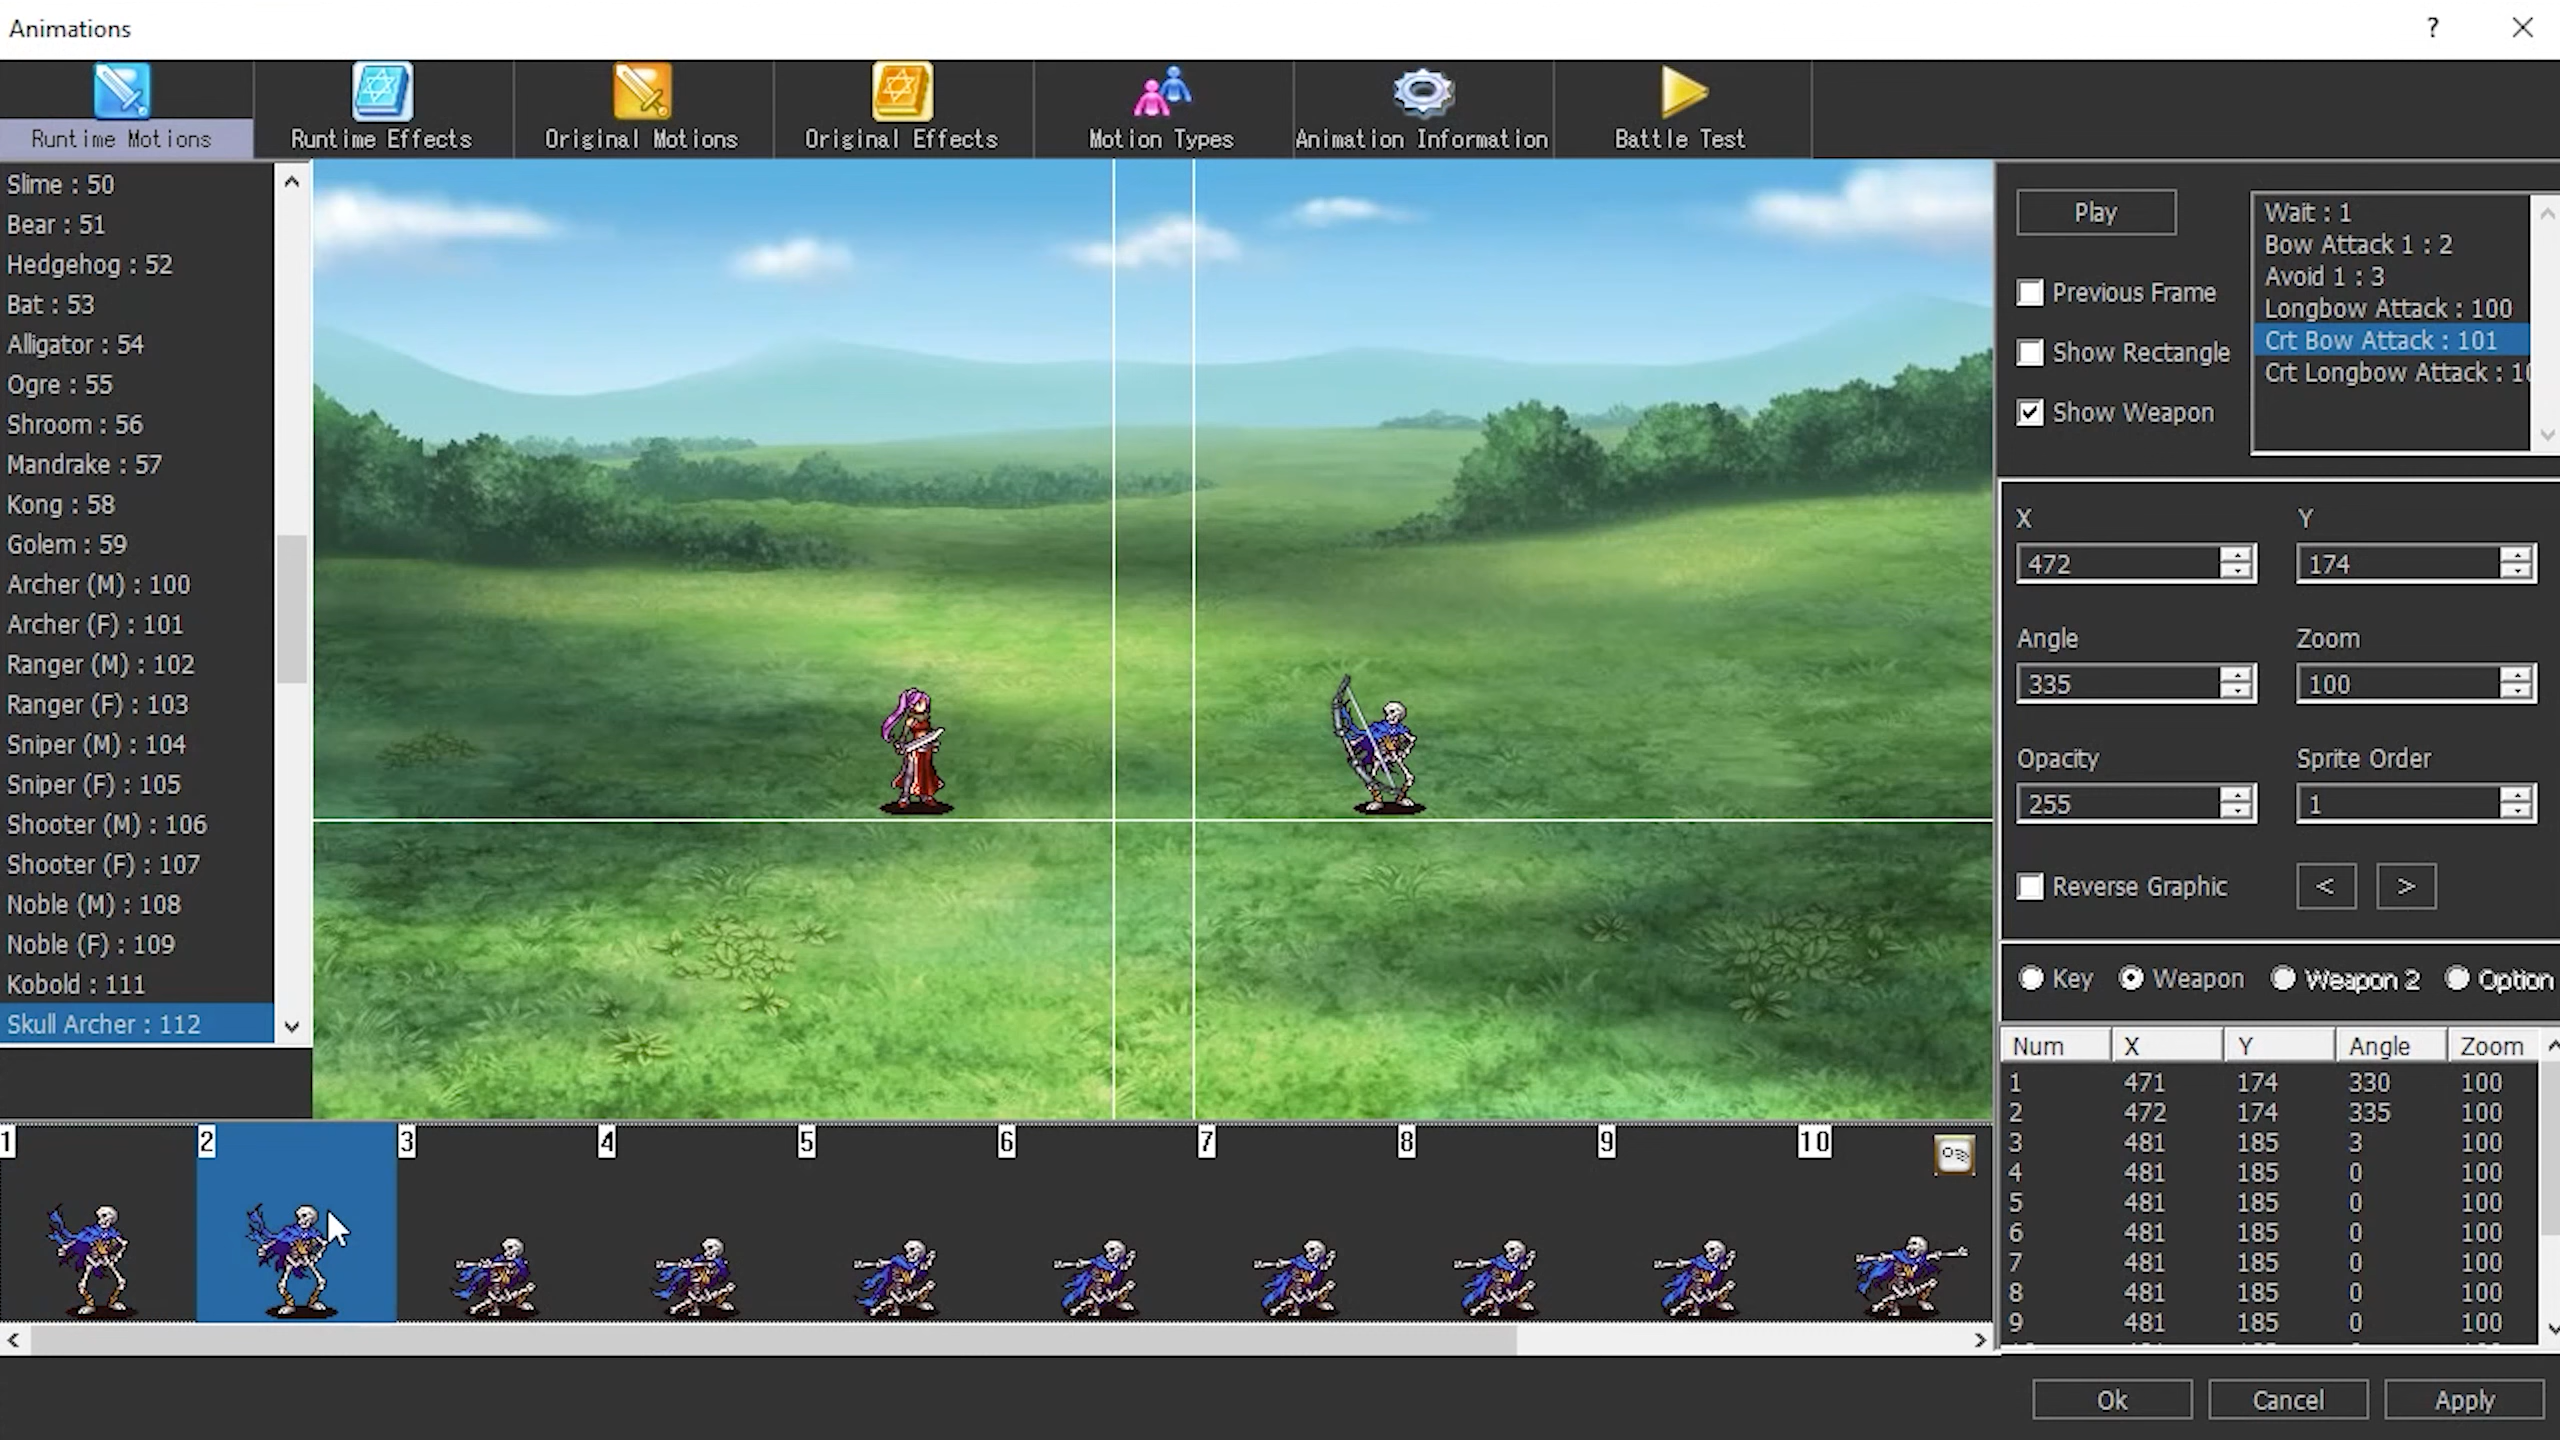 Animations
?
Runtime Motions
Runtime Effects
Original Motions
Original Effects
Motion Types
Animation Information
Battle Test
Slime : 50
Bear : 51
Hedgehog : 52
Bat : 53
Alligator : 54
Ogre : 55
Shroom : 56
Mandrake : 57
Kong : 58
Golem : 59
Archer (M) : 100
Archer (F) : 101
Ranger (M) : 102
Ranger (F) : 103
Sniper (M) : 104
Sniper (F) : 105
Shooter (M) : 106
Shooter (F) : 107
Noble (M) : 108
Noble (F) : 109
Kobold : 111
Skull Archer : 112
Play
Previous Frame
Show Rectangle
Show Weapon
Wait : 1
Bow Attack 1 : 2
Avoid 1 : 3
Longbow Attack : 100
Crt Bow Attack : 101
Crt Longbow Attack : 10
X Y
472 174
Angle Zoom
335 100
Opacity Sprite Order
255 1
Reverse Graphic < >
Key Weapon Weapon 2 Option
Num X Y Angle Zoom
1 471 174 330 100
2 472 174 335 100
3 481 185 3 100
4 481 185 0 100
5 481 185 0 100
6 481 185 0 100
7 481 185 0 100
8 481 185 0 100
9 481 185 0 100
1 2 3 4 5 6 7 8 9 10
Ok Cancel Apply